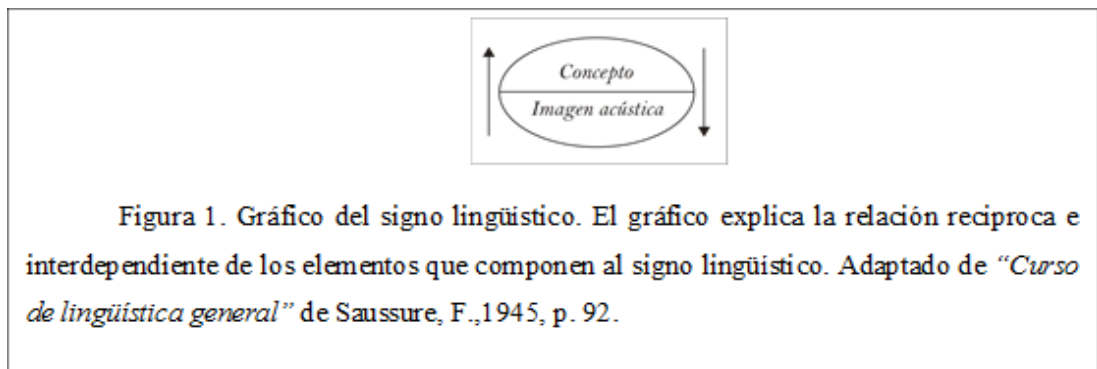 Concepto
Imagen acústica
Figura 1. Gráfico del signo lingüístico. El gráfico explica la relación reciproca e
interdependiente de los elementos que componen al signo lingüístico. Adaptado de “Curso
de lingüística general” de Saussure, F.,1945, p. 92.